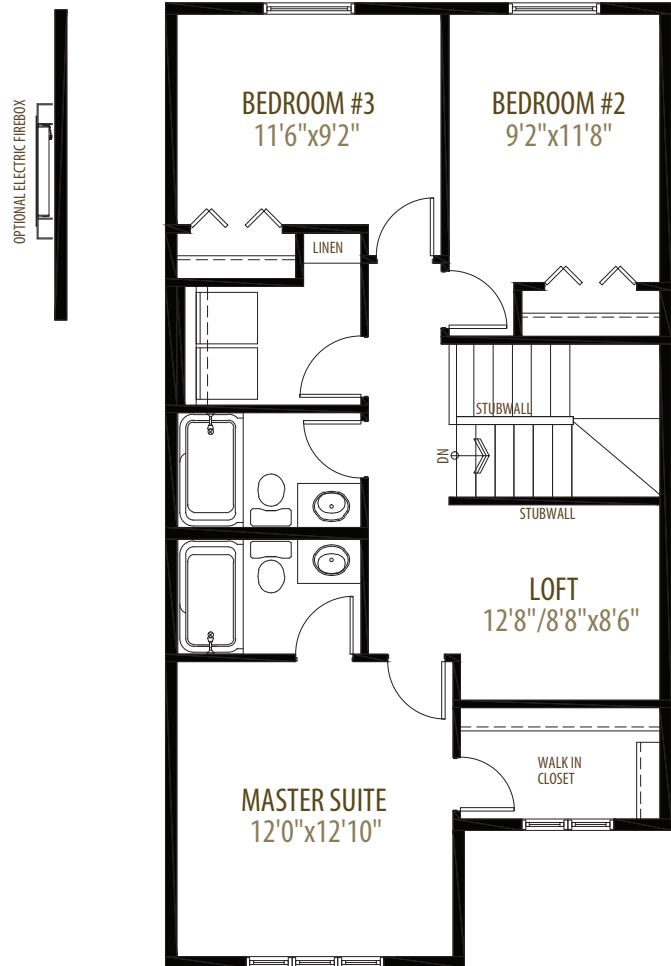 OPTIONAL ELECTRIC FIREBOX
BEDROOM #3
11'6"x9'2"
BEDROOM #2
9'2"x11'8"
LINEN
STUBWALL
DN
STUBWALL
LOFT
12'8"/8'8"x8'6"
WALK IN
CLOSET
MASTER SUITE
12'0"x12'10"